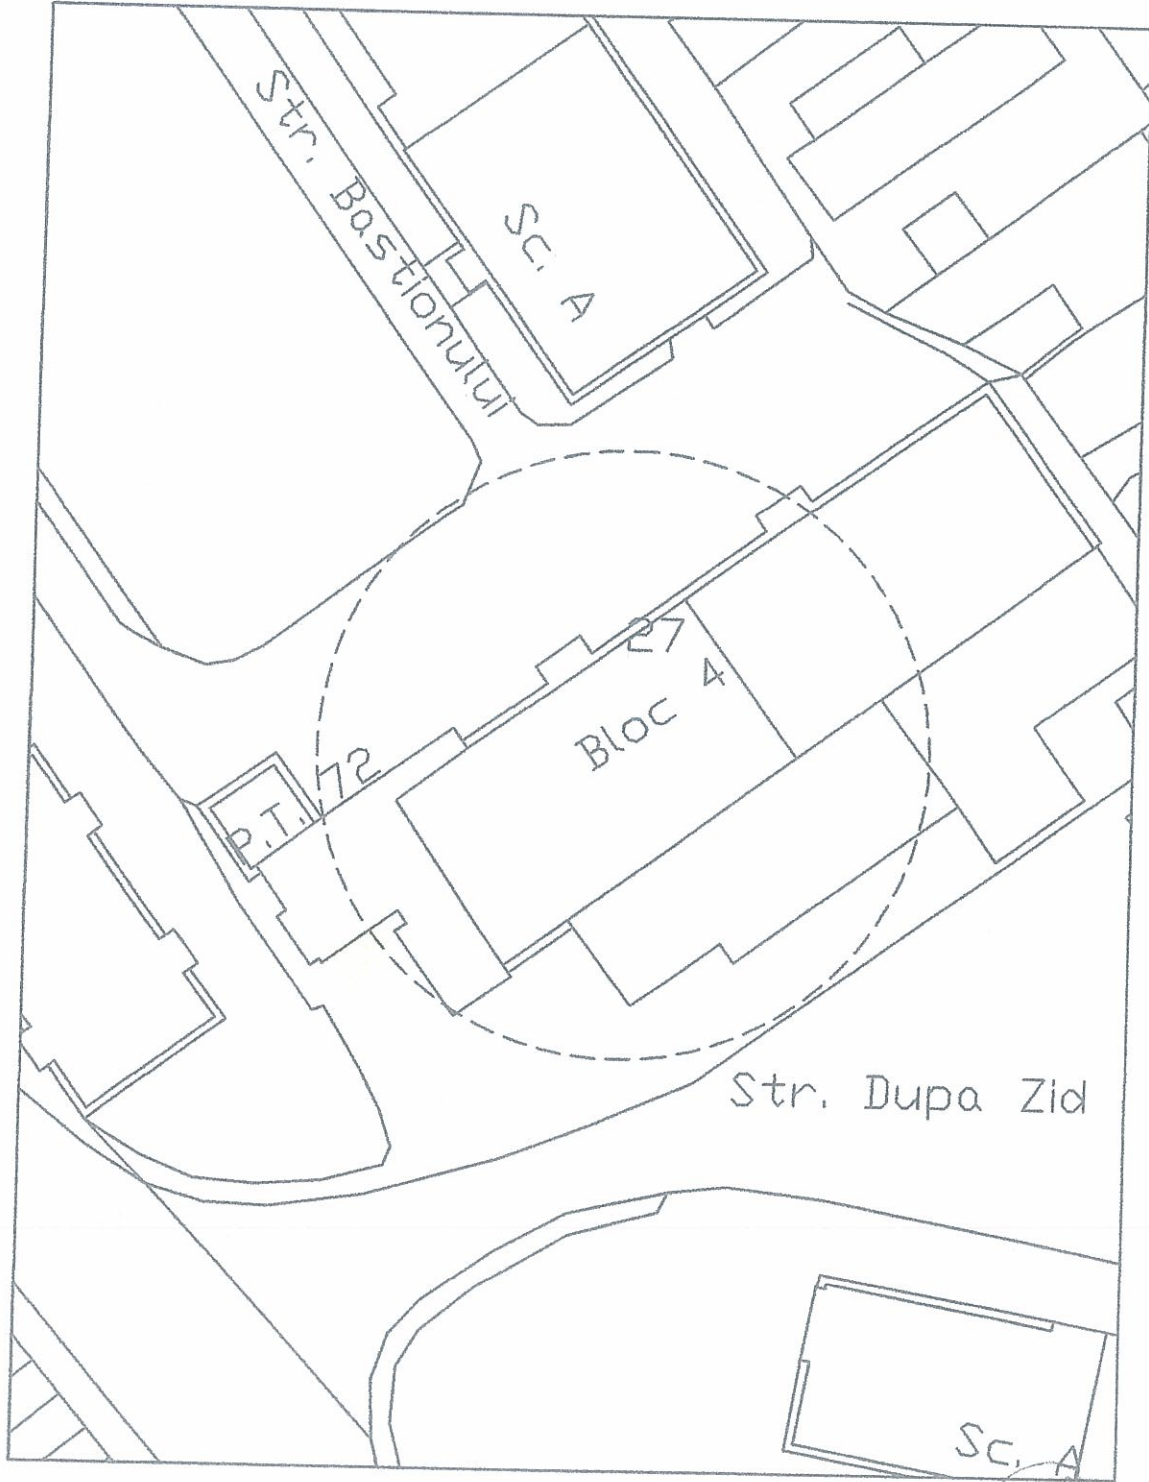 Str. Bastionului
Sc. A
27
Bloc 4
72
P.T.
Str. Dupa Zid
Sc. A